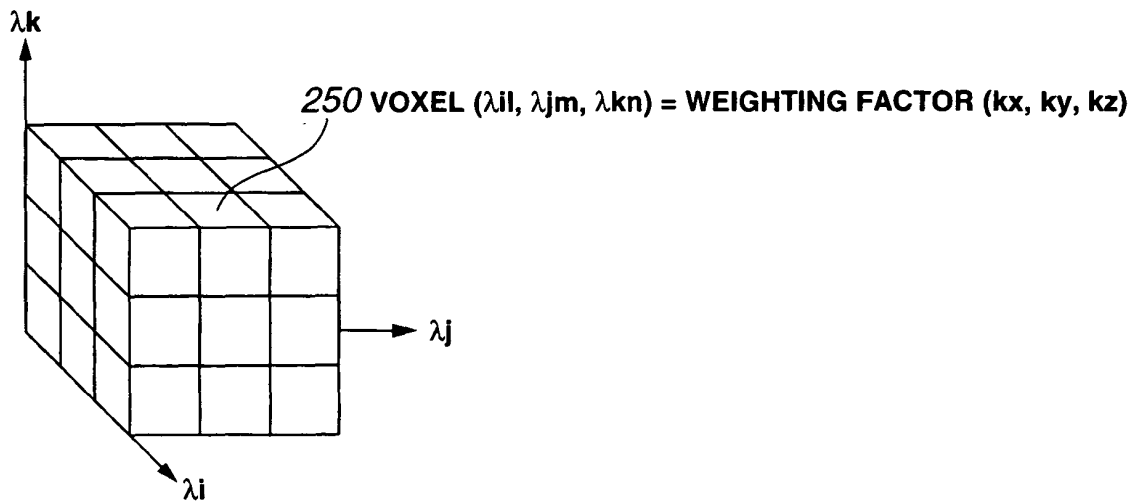 λk
250 VOXEL (λil, λjm, λkn) = WEIGHTING FACTOR (kx, ky, kz)
λj
λi